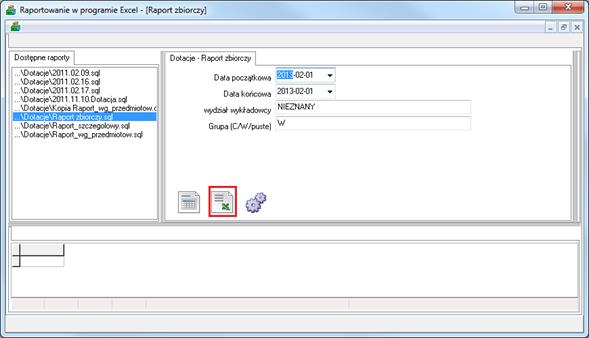 Raportowanie w programie Excel - [Raport zbiorczy]
Dostępne raporty
...\Dotacje\2011.02.09.sql
...\Dotacje\2011.02.16.sql
...\Dotacje\2011.02.17.sql
...\Dotacje\2011.11.10.Dotacja.sql
...\Dotacje\Kopia Raport_wg_przedmiotow.
...\Dotacje\Raport zbiorczy.sql
...\Dotacje\Raport_szczegolowy.sql
...\Dotacje\Raport_wg_przedmiotow.sql
Dotacje - Raport zbiorczy
Data początkowa 2013-02-01
Data końcowa 2013-02-01
wydział wykładowcy NIEZNANY
Grupa (C/W/puste) W